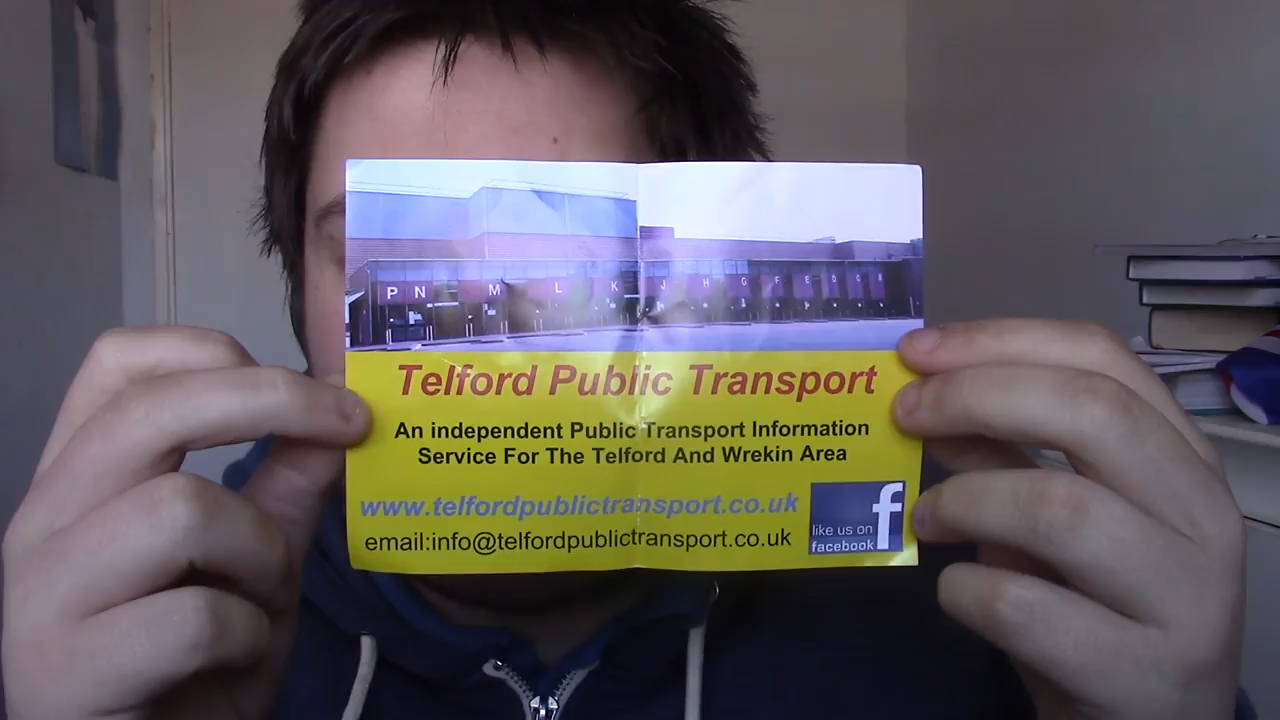 P N M L K J H G F E D C
Telford Public Transport
An independent Public Transport Information
Service For The Telford And Wrekin Area
www.telfordpublictransport.co.uk
email:info@telfordpublictransport.co.uk
like us on
facebook
f